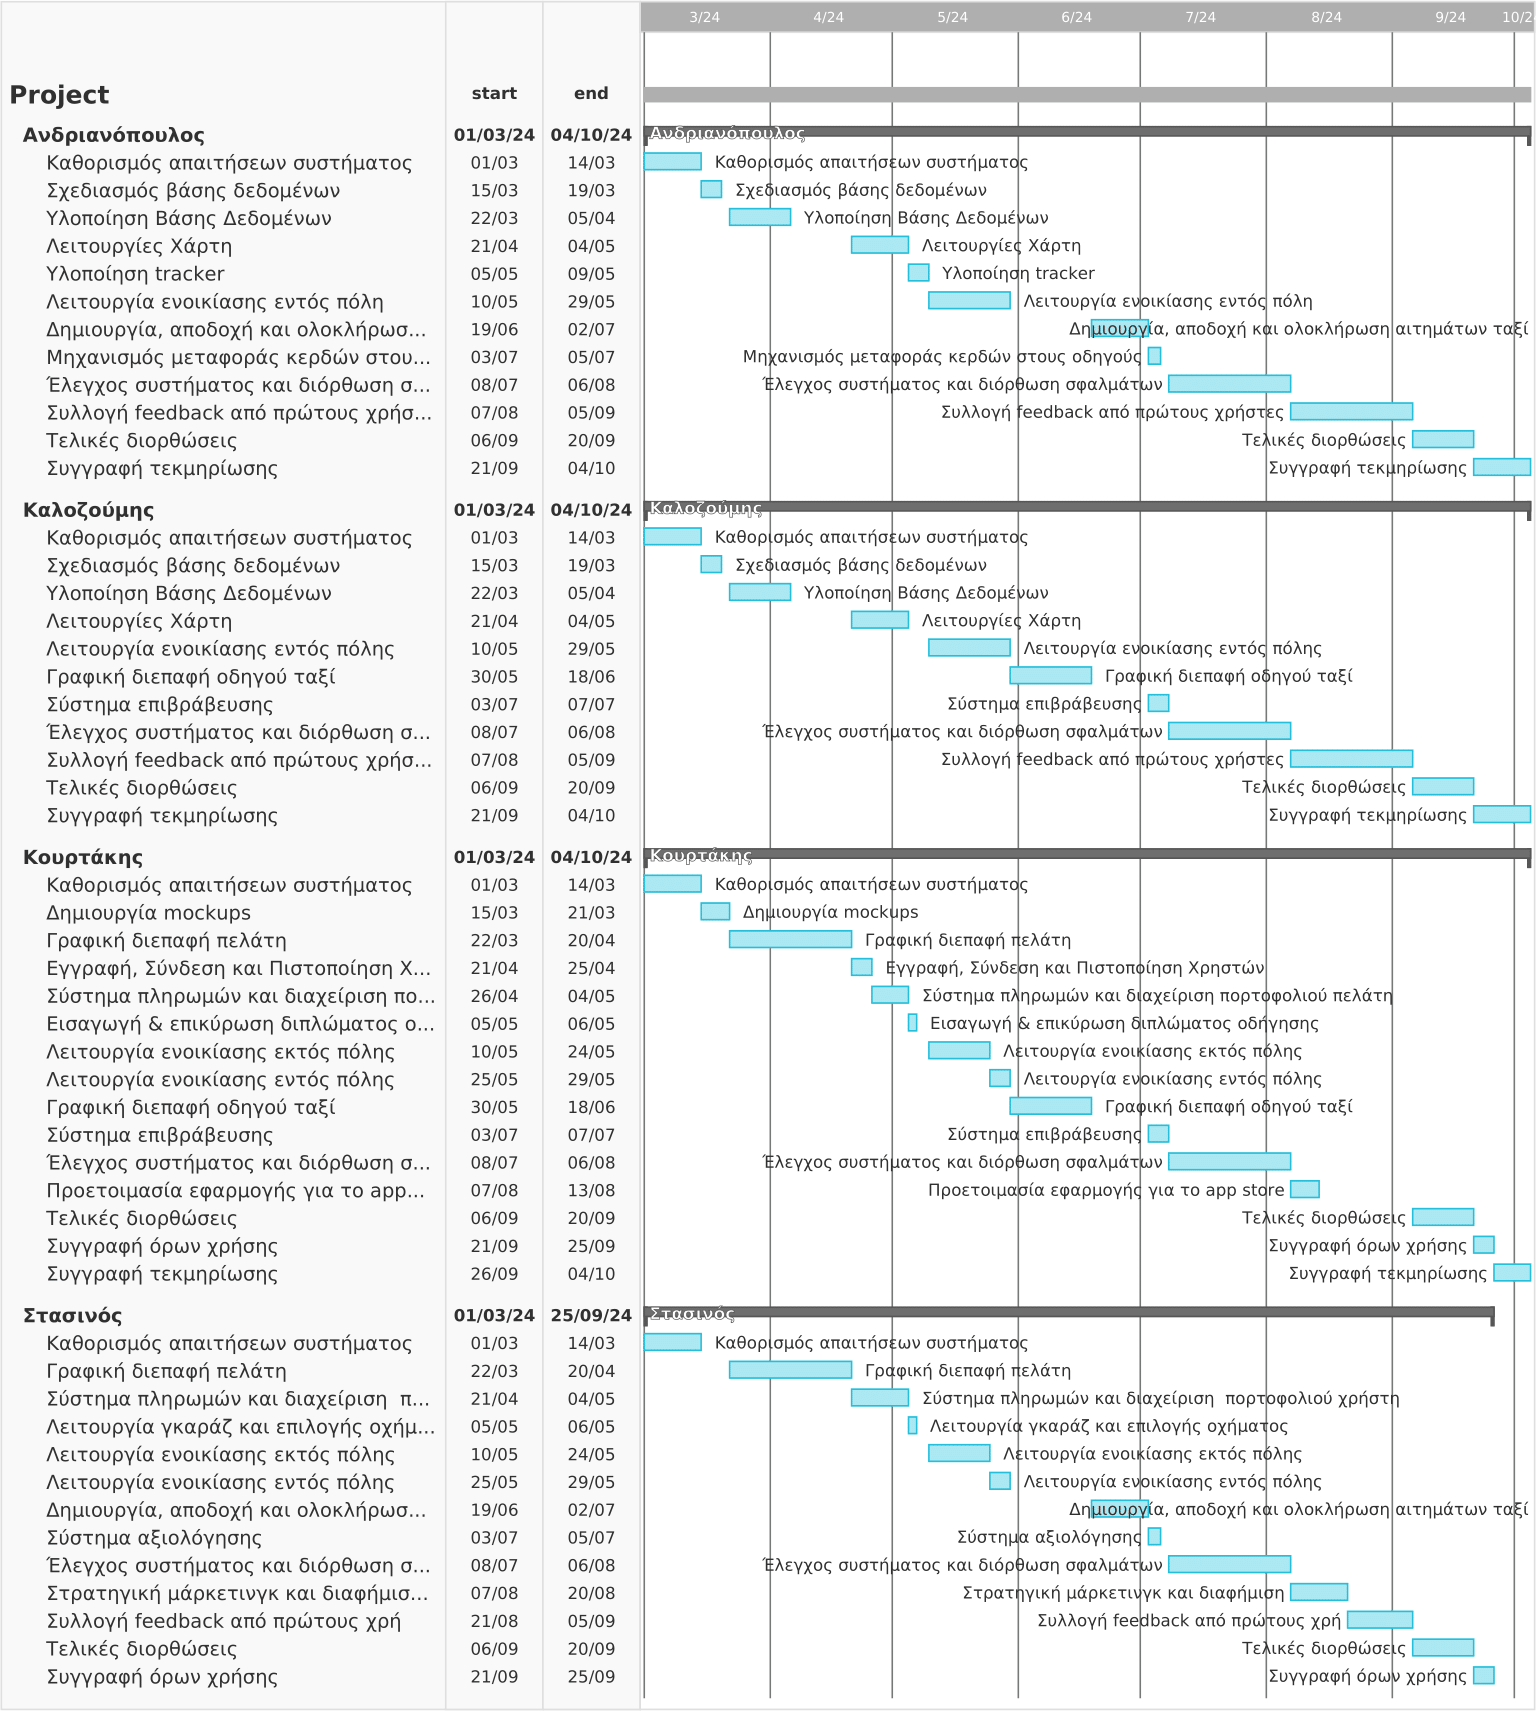 3/24 4/24 5/24 6/24 7/24 8/24 9/24 10/2
Project start end
Ανδριανόπουλος 01/03/24 04/10/24 Ανδριανόπουλος
Καθορισμός απαιτήσεων συστήματος 01/03 14/03 Καθορισμός απαιτήσεων συστήματος
Σχεδιασμός βάσης δεδομένων 15/03 19/03 Σχεδιασμός βάσης δεδομένων
Υλοποίηση Βάσης Δεδομένων 22/03 05/04 Υλοποίηση Βάσης Δεδομένων
Λειτουργίες Χάρτη 21/04 04/05 Λειτουργίες Χάρτη
Υλοποίηση tracker 05/05 09/05 Υλοποίηση tracker
Λειτουργία ενοικίασης εντός πόλη 10/05 29/05 Λειτουργία ενοικίασης εντός πόλη
Δημιουργία, αποδοχή και ολοκλήρωσ... 19/06 02/07 Δημιουργία, αποδοχή και ολοκλήρωση αιτημάτων ταξί
Μηχανισμός μεταφοράς κερδών στου... 03/07 05/07 Μηχανισμός μεταφοράς κερδών στους οδηγούς
Έλεγχος συστήματος και διόρθωση σ... 08/07 06/08 Έλεγχος συστήματος και διόρθωση σφαλμάτων
Συλλογή feedback από πρώτους χρήσ... 07/08 05/09 Συλλογή feedback από πρώτους χρήστες
Τελικές διορθώσεις 06/09 20/09 Τελικές διορθώσεις
Συγγραφή τεκμηρίωσης 21/09 04/10 Συγγραφή τεκμηρίωσης
Καλοζούμης 01/03/24 04/10/24 Καλοζούμης
Καθορισμός απαιτήσεων συστήματος 01/03 14/03 Καθορισμός απαιτήσεων συστήματος
Σχεδιασμός βάσης δεδομένων 15/03 19/03 Σχεδιασμός βάσης δεδομένων
Υλοποίηση Βάσης Δεδομένων 22/03 05/04 Υλοποίηση Βάσης Δεδομένων
Λειτουργίες Χάρτη 21/04 04/05 Λειτουργίες Χάρτη
Λειτουργία ενοικίασης εντός πόλης 10/05 29/05 Λειτουργία ενοικίασης εντός πόλης
Γραφική διεπαφή οδηγού ταξί 30/05 18/06 Γραφική διεπαφή οδηγού ταξί
Σύστημα επιβράβευσης 03/07 07/07 Σύστημα επιβράβευσης
Έλεγχος συστήματος και διόρθωση σ... 08/07 06/08 Έλεγχος συστήματος και διόρθωση σφαλμάτων
Συλλογή feedback από πρώτους χρήσ... 07/08 05/09 Συλλογή feedback από πρώτους χρήστες
Τελικές διορθώσεις 06/09 20/09 Τελικές διορθώσεις
Συγγραφή τεκμηρίωσης 21/09 04/10 Συγγραφή τεκμηρίωσης
Κουρτάκης 01/03/24 04/10/24 Κουρτάκης
Καθορισμός απαιτήσεων συστήματος 01/03 14/03 Καθορισμός απαιτήσεων συστήματος
Δημιουργία mockups 15/03 21/03 Δημιουργία mockups
Γραφική διεπαφή πελάτη 22/03 20/04 Γραφική διεπαφή πελάτη
Εγγραφή, Σύνδεση και Πιστοποίηση Χ... 21/04 25/04 Εγγραφή, Σύνδεση και Πιστοποίηση Χρηστών
Σύστημα πληρωμών και διαχείριση πο... 26/04 04/05 Σύστημα πληρωμών και διαχείριση πορτοφολιού πελάτη
Εισαγωγή & επικύρωση διπλώματος ο... 05/05 06/05 Εισαγωγή & επικύρωση διπλώματος οδήγησης
Λειτουργία ενοικίασης εκτός πόλης 10/05 24/05 Λειτουργία ενοικίασης εκτός πόλης
Λειτουργία ενοικίασης εντός πόλης 25/05 29/05 Λειτουργία ενοικίασης εντός πόλης
Γραφική διεπαφή οδηγού ταξί 30/05 18/06 Γραφική διεπαφή οδηγού ταξί
Σύστημα επιβράβευσης 03/07 07/07 Σύστημα επιβράβευσης
Έλεγχος συστήματος και διόρθωση σ... 08/07 06/08 Έλεγχος συστήματος και διόρθωση σφαλμάτων
Προετοιμασία εφαρμογής για το app... 07/08 13/08 Προετοιμασία εφαρμογής για το app store
Τελικές διορθώσεις 06/09 20/09 Τελικές διορθώσεις
Συγγραφή όρων χρήσης 21/09 25/09 Συγγραφή όρων χρήσης
Συγγραφή τεκμηρίωσης 26/09 04/10 Συγγραφή τεκμηρίωσης
Στασινός 01/03/24 25/09/24 Στασινός
Καθορισμός απαιτήσεων συστήματος 01/03 14/03 Καθορισμός απαιτήσεων συστήματος
Γραφική διεπαφή πελάτη 22/03 20/04 Γραφική διεπαφή πελάτη
Σύστημα πληρωμών και διαχείριση  π... 21/04 04/05 Σύστημα πληρωμών και διαχείριση  πορτοφολιού χρήστη
Λειτουργία γκαράζ και επιλογής οχήμ... 05/05 06/05 Λειτουργία γκαράζ και επιλογής οχήματος
Λειτουργία ενοικίασης εκτός πόλης 10/05 24/05 Λειτουργία ενοικίασης εκτός πόλης
Λειτουργία ενοικίασης εντός πόλης 25/05 29/05 Λειτουργία ενοικίασης εντός πόλης
Δημιουργία, αποδοχή και ολοκλήρωσ... 19/06 02/07 Δημιουργία, αποδοχή και ολοκλήρωση αιτημάτων ταξί
Σύστημα αξιολόγησης 03/07 05/07 Σύστημα αξιολόγησης
Έλεγχος συστήματος και διόρθωση σ... 08/07 06/08 Έλεγχος συστήματος και διόρθωση σφαλμάτων
Στρατηγική μάρκετινγκ και διαφήμισ... 07/08 20/08 Στρατηγική μάρκετινγκ και διαφήμιση
Συλλογή feedback από πρώτους χρή 21/08 05/09 Συλλογή feedback από πρώτους χρή
Τελικές διορθώσεις 06/09 20/09 Τελικές διορθώσεις
Συγγραφή όρων χρήσης 21/09 25/09 Συγγραφή όρων χρήσης